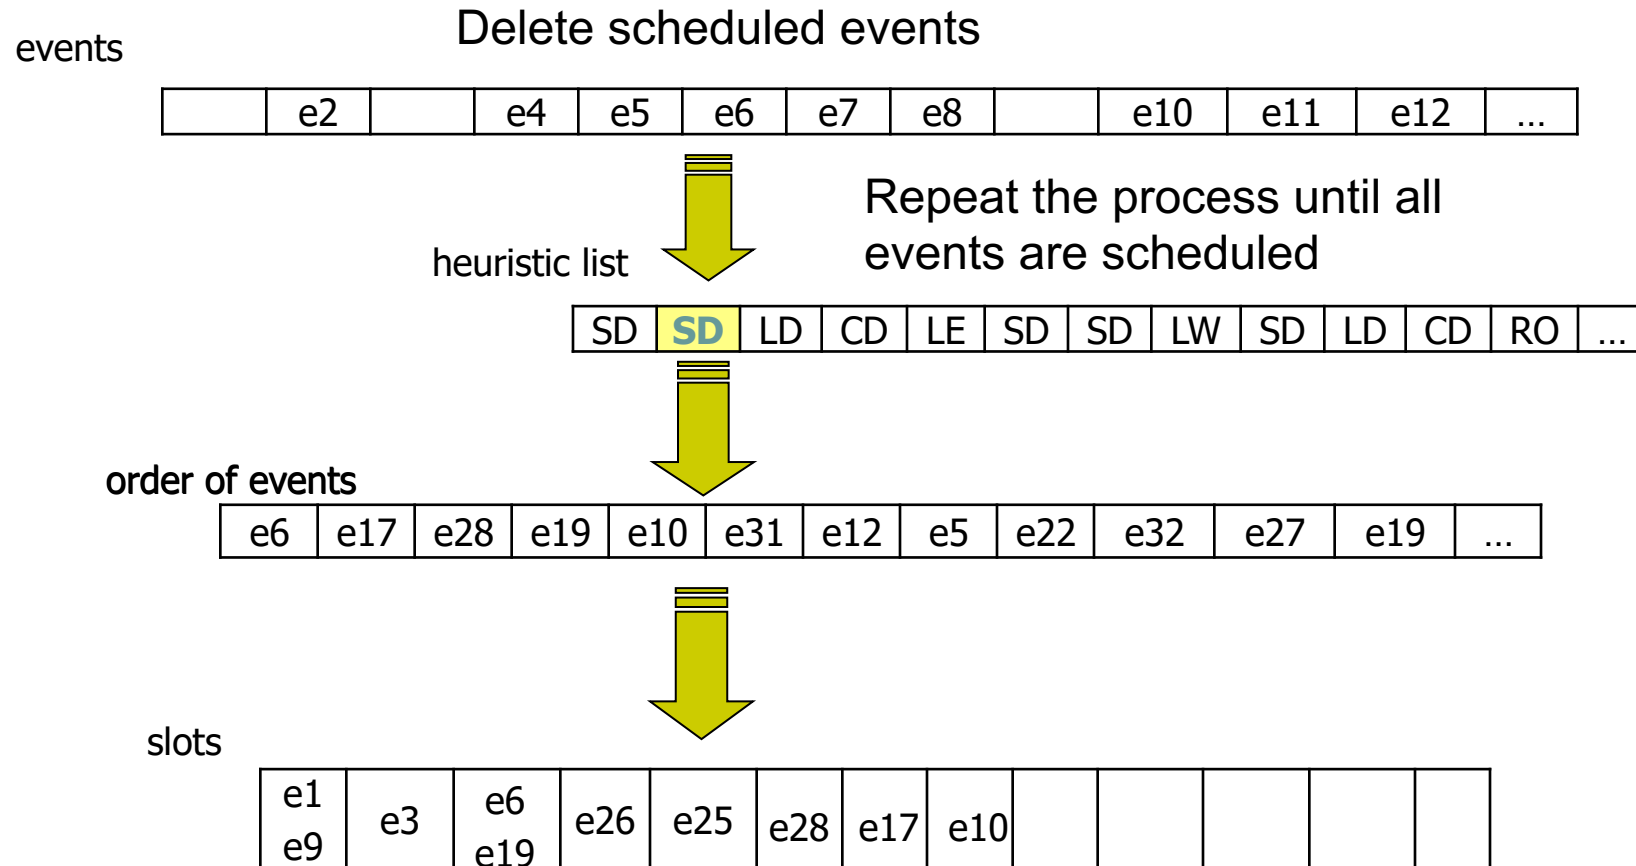 Delete scheduled events
events
e2 e4 e5 e6 e7 e8 e10 e11 e12 ...
Repeat the process until all
events are scheduled
heuristic list
SD SD LD CD LE SD SD LW SD LD CD RO ...
order of events
e6 e17 e28 e19 e10 e31 e12 e5 e22 e32 e27 e19 ...
slots
e1 e3 e6 e26 e25 e28 e17 e10
e9 e19